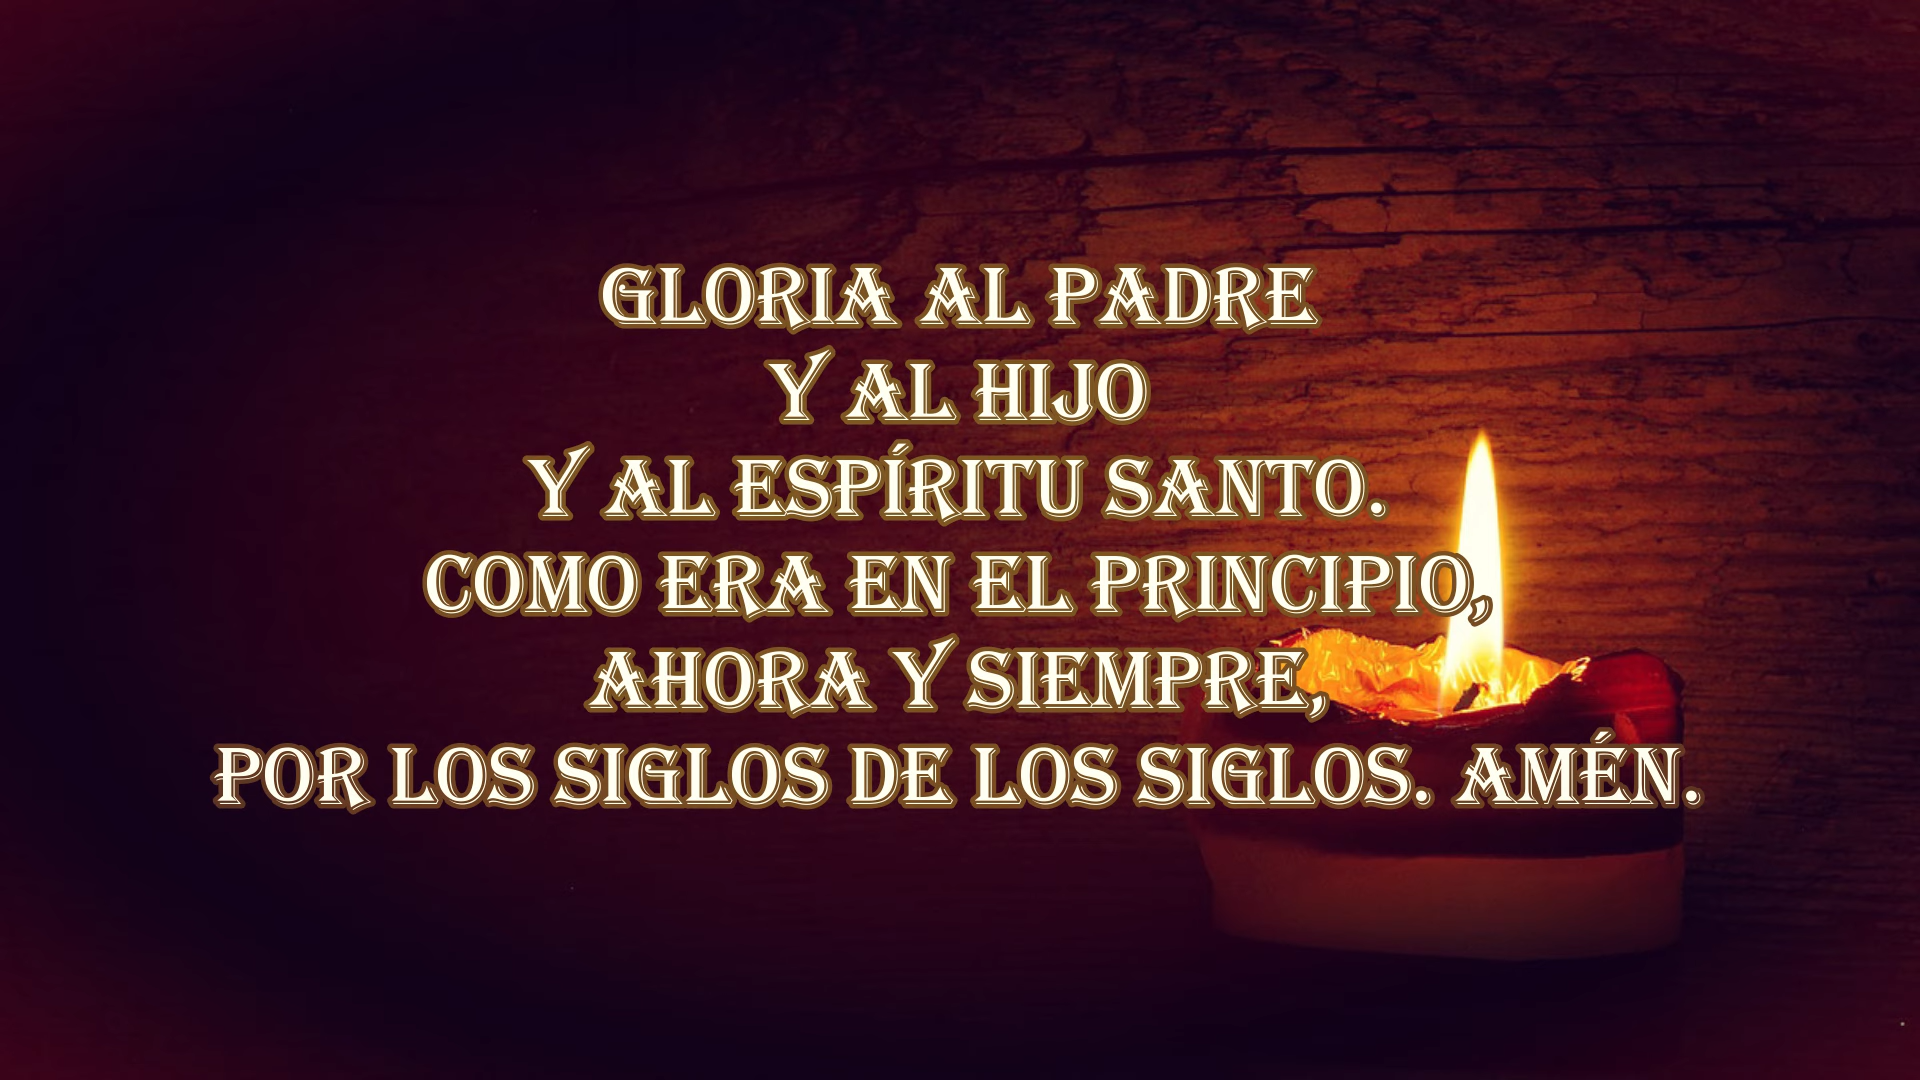 GLORIA AL PADRE
Y AL HIJO
Y AL ESPÍRITU SANTO.
COMO ERA EN EL PRINCIPIO,
AHORA Y SIEMPRE,
POR LOS SIGLOS DE LOS SIGLOS. AMÉN.